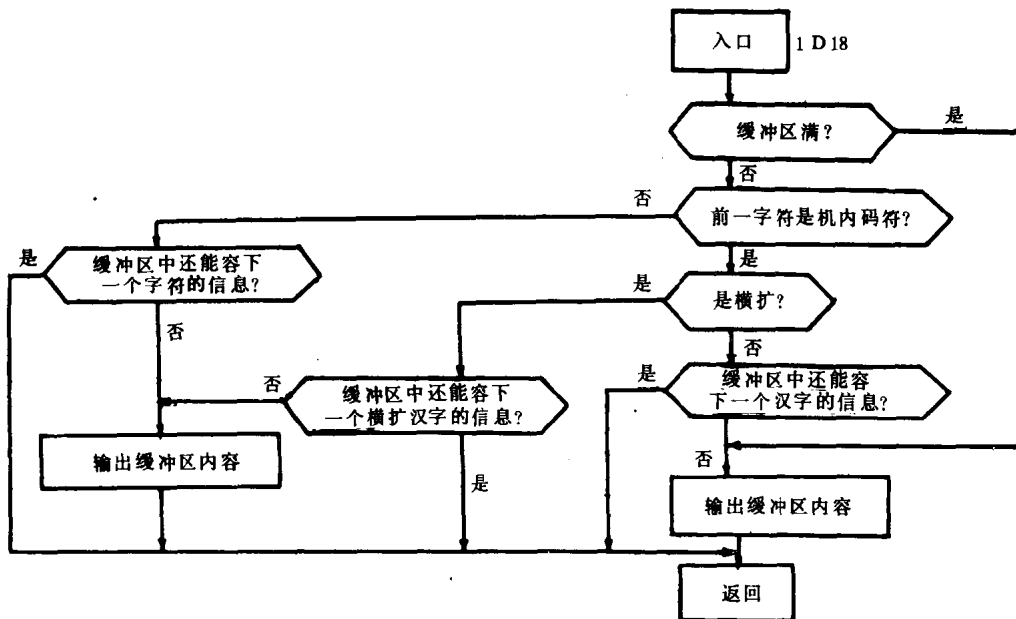 入口
1D18
缓冲区满?
是
否
前一字符是机内码符?
否
是
缓冲区中还能容下
一个字符的信息?
是
否
是横扩?
是
否
缓冲区中还能容下
一个横扩汉字的信息?
否
是
缓冲区中还能容
下一个汉字的信息?
是
否
输出缓冲区内容
输出缓冲区内容
返回